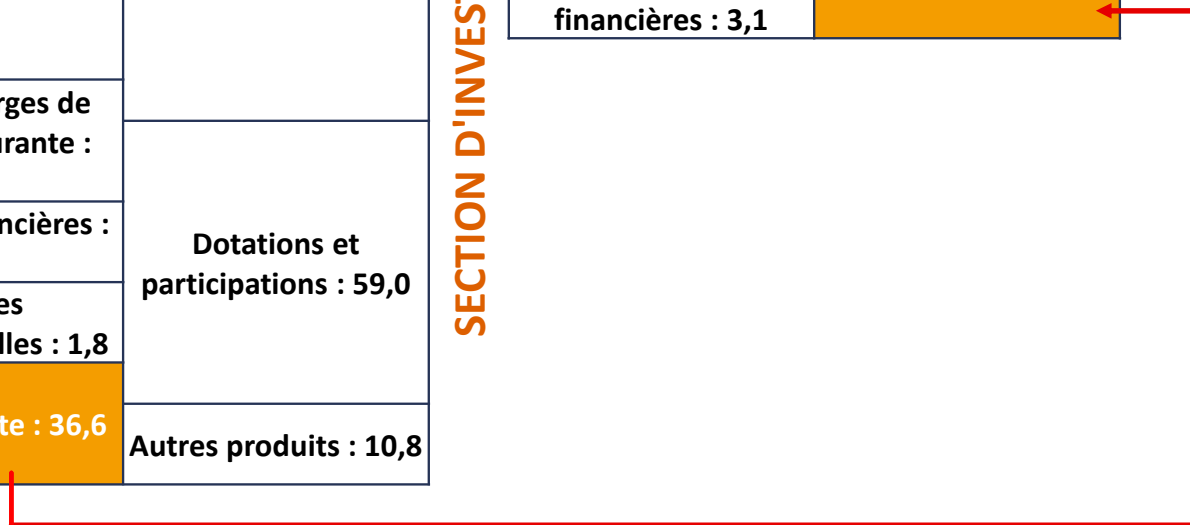 rges de
urante :
ncières :
es
lles : 1,8
te : 36,6
Dotations et
participations : 59,0
Autres produits : 10,8
SECTION D'INVEST
financières : 3,1